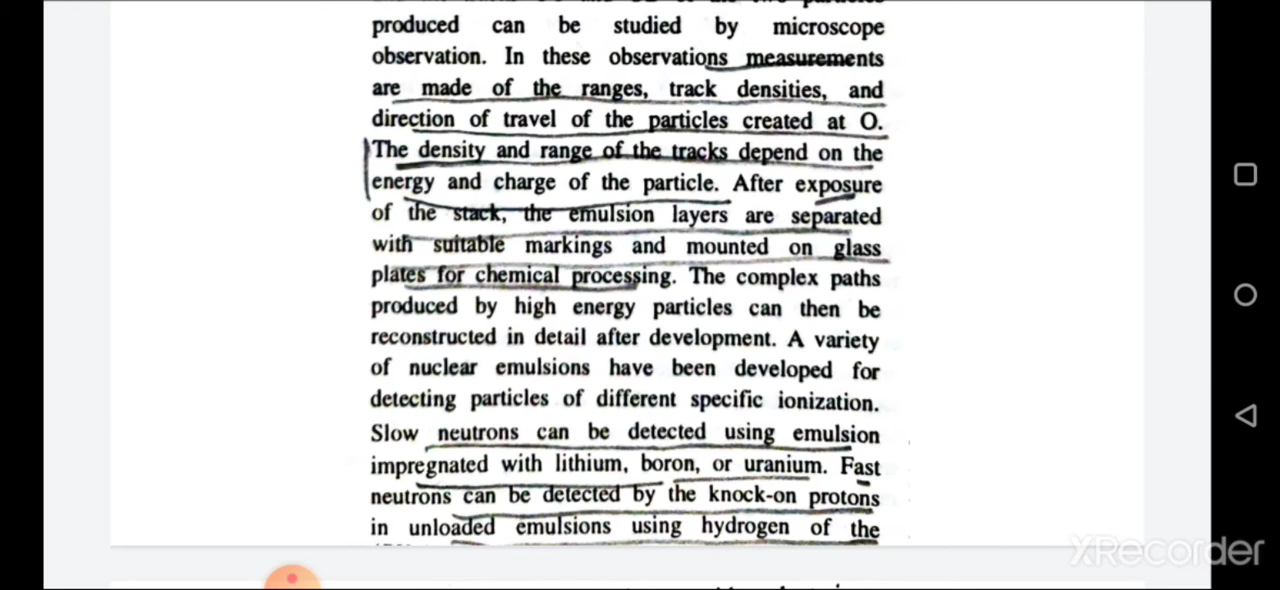 produced can be studied by microscope
observation. In these observations measurements
are made of the ranges, track densities, and
direction of travel of the particles created at O.
The density and range of the tracks depend on the
energy and charge of the particle. After exposure
of the stack, the emulsion layers are separated
with suitable markings and mounted on glass
plates for chemical processing. The complex paths
produced by high energy particles can then be
reconstructed in detail after development. A variety
of nuclear emulsions have been developed for
detecting particles of different specific ionization.
Slow neutrons can be detected using emulsion
impregnated with lithium, boron, or uranium. Fast
neutrons can be detected by the knock-on protons
in unloaded emulsions using hydrogen of the
XRecorder